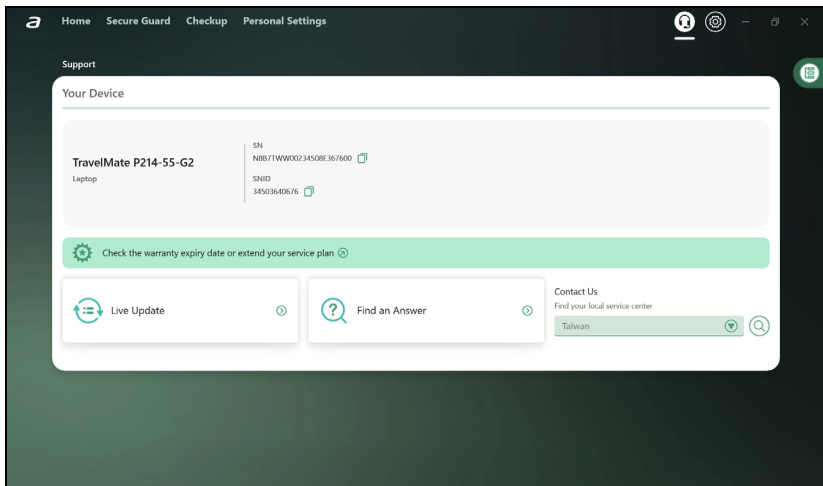 a
Home Secure Guard Checkup Personal Settings
Support
Your Device
TravelMate P214-55-G2
Laptop
SN
N8B7TWW00234508E367600
SNID
34503640676
Check the warranty expiry date or extend your service plan
Live Update
Find an Answer
Contact Us
Find your local service center
Taiwan